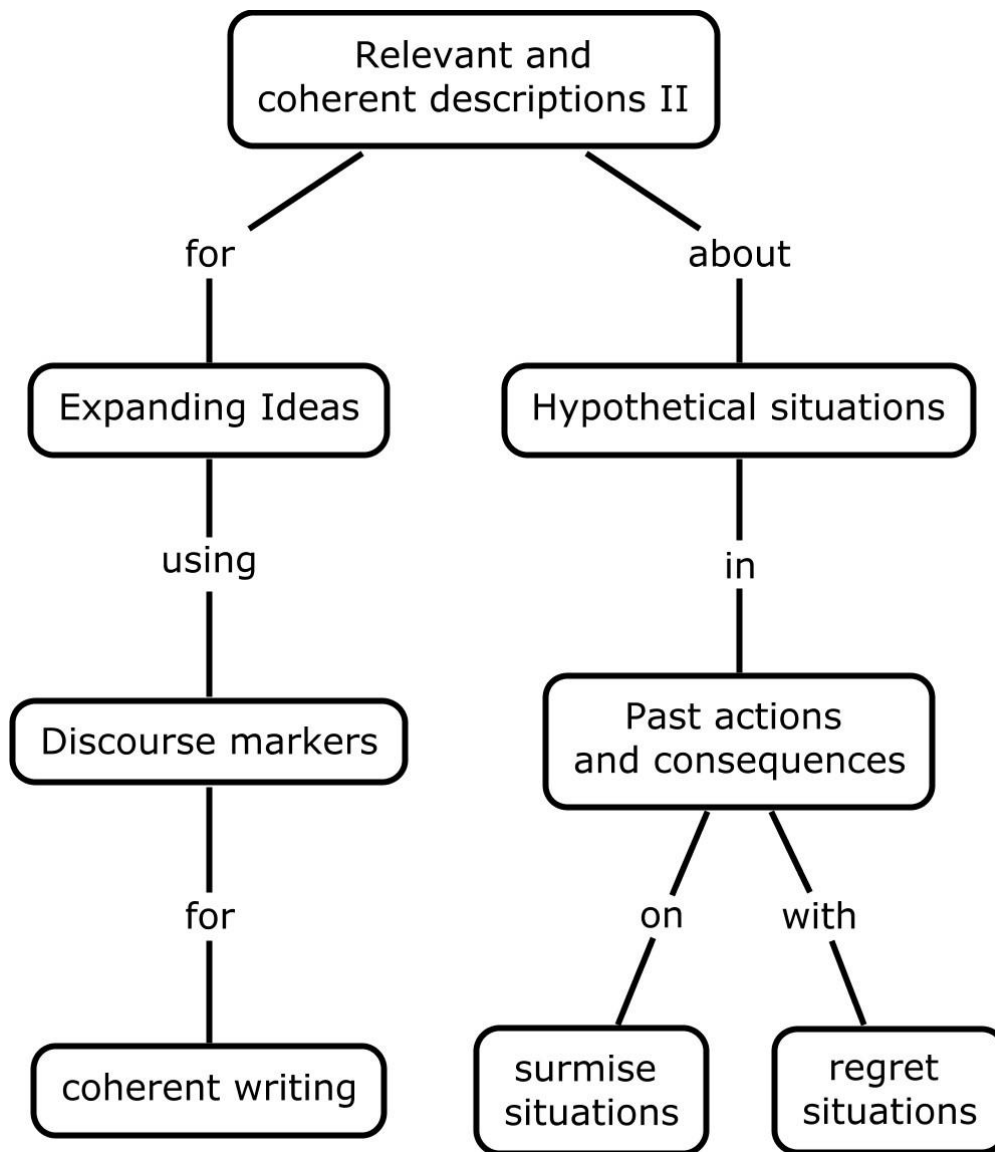 Relevant and
coherent descriptions II
for
about
Expanding Ideas
Hypothetical situations
using
in
Discourse markers
Past actions
and consequences
for
on
with
coherent writing
surmise
situations
regret
situations